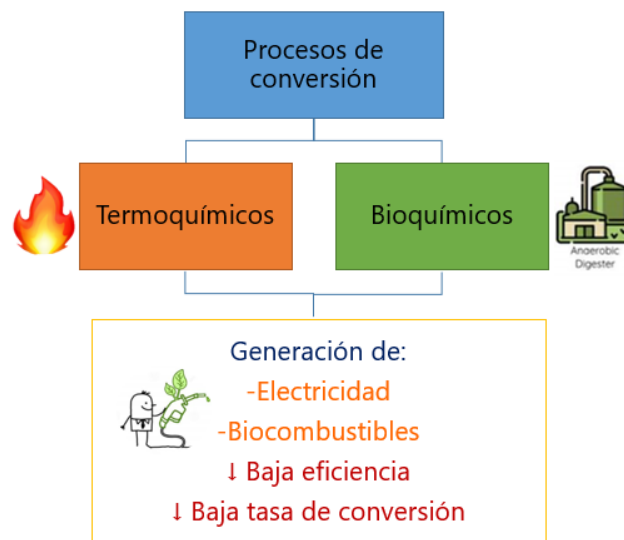 Procesos de
conversión
Termoquímicos
Bioquímicos
Anaerobic
Digester
Generación de:
-Electricidad
-Biocombustibles
↓ Baja eficiencia
↓ Baja tasa de conversión